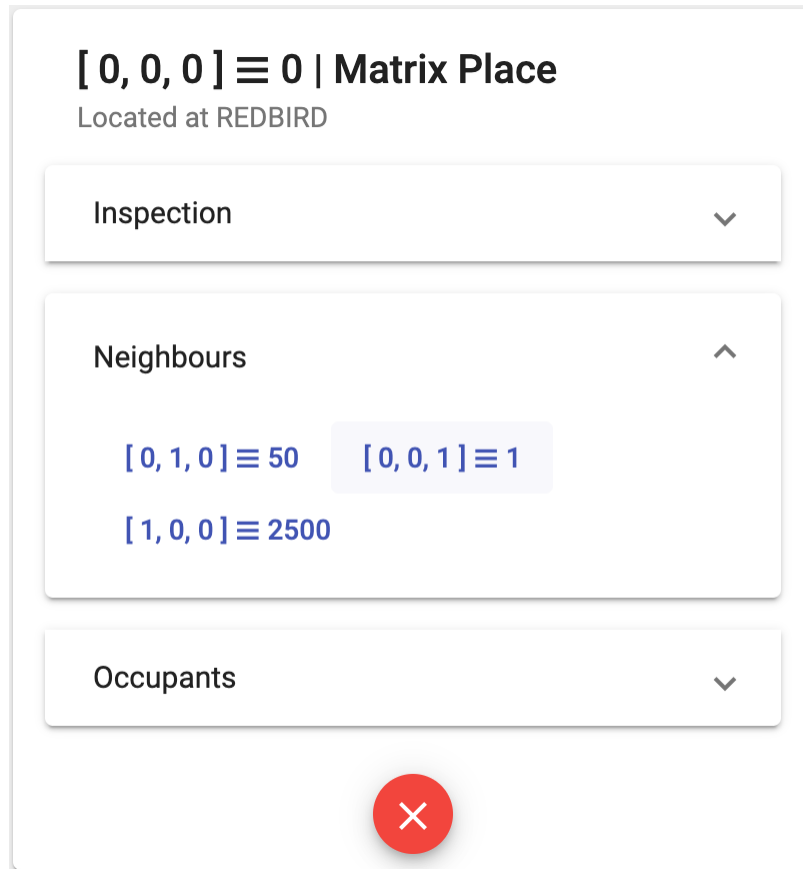 [ 0, 0, 0 ] ≡ 0 | Matrix Place
Located at REDBIRD
Inspection
Neighbours
[ 0, 1, 0 ] ≡ 50 [ 0, 0, 1 ] ≡ 1
[ 1, 0, 0 ] ≡ 2500
Occupants